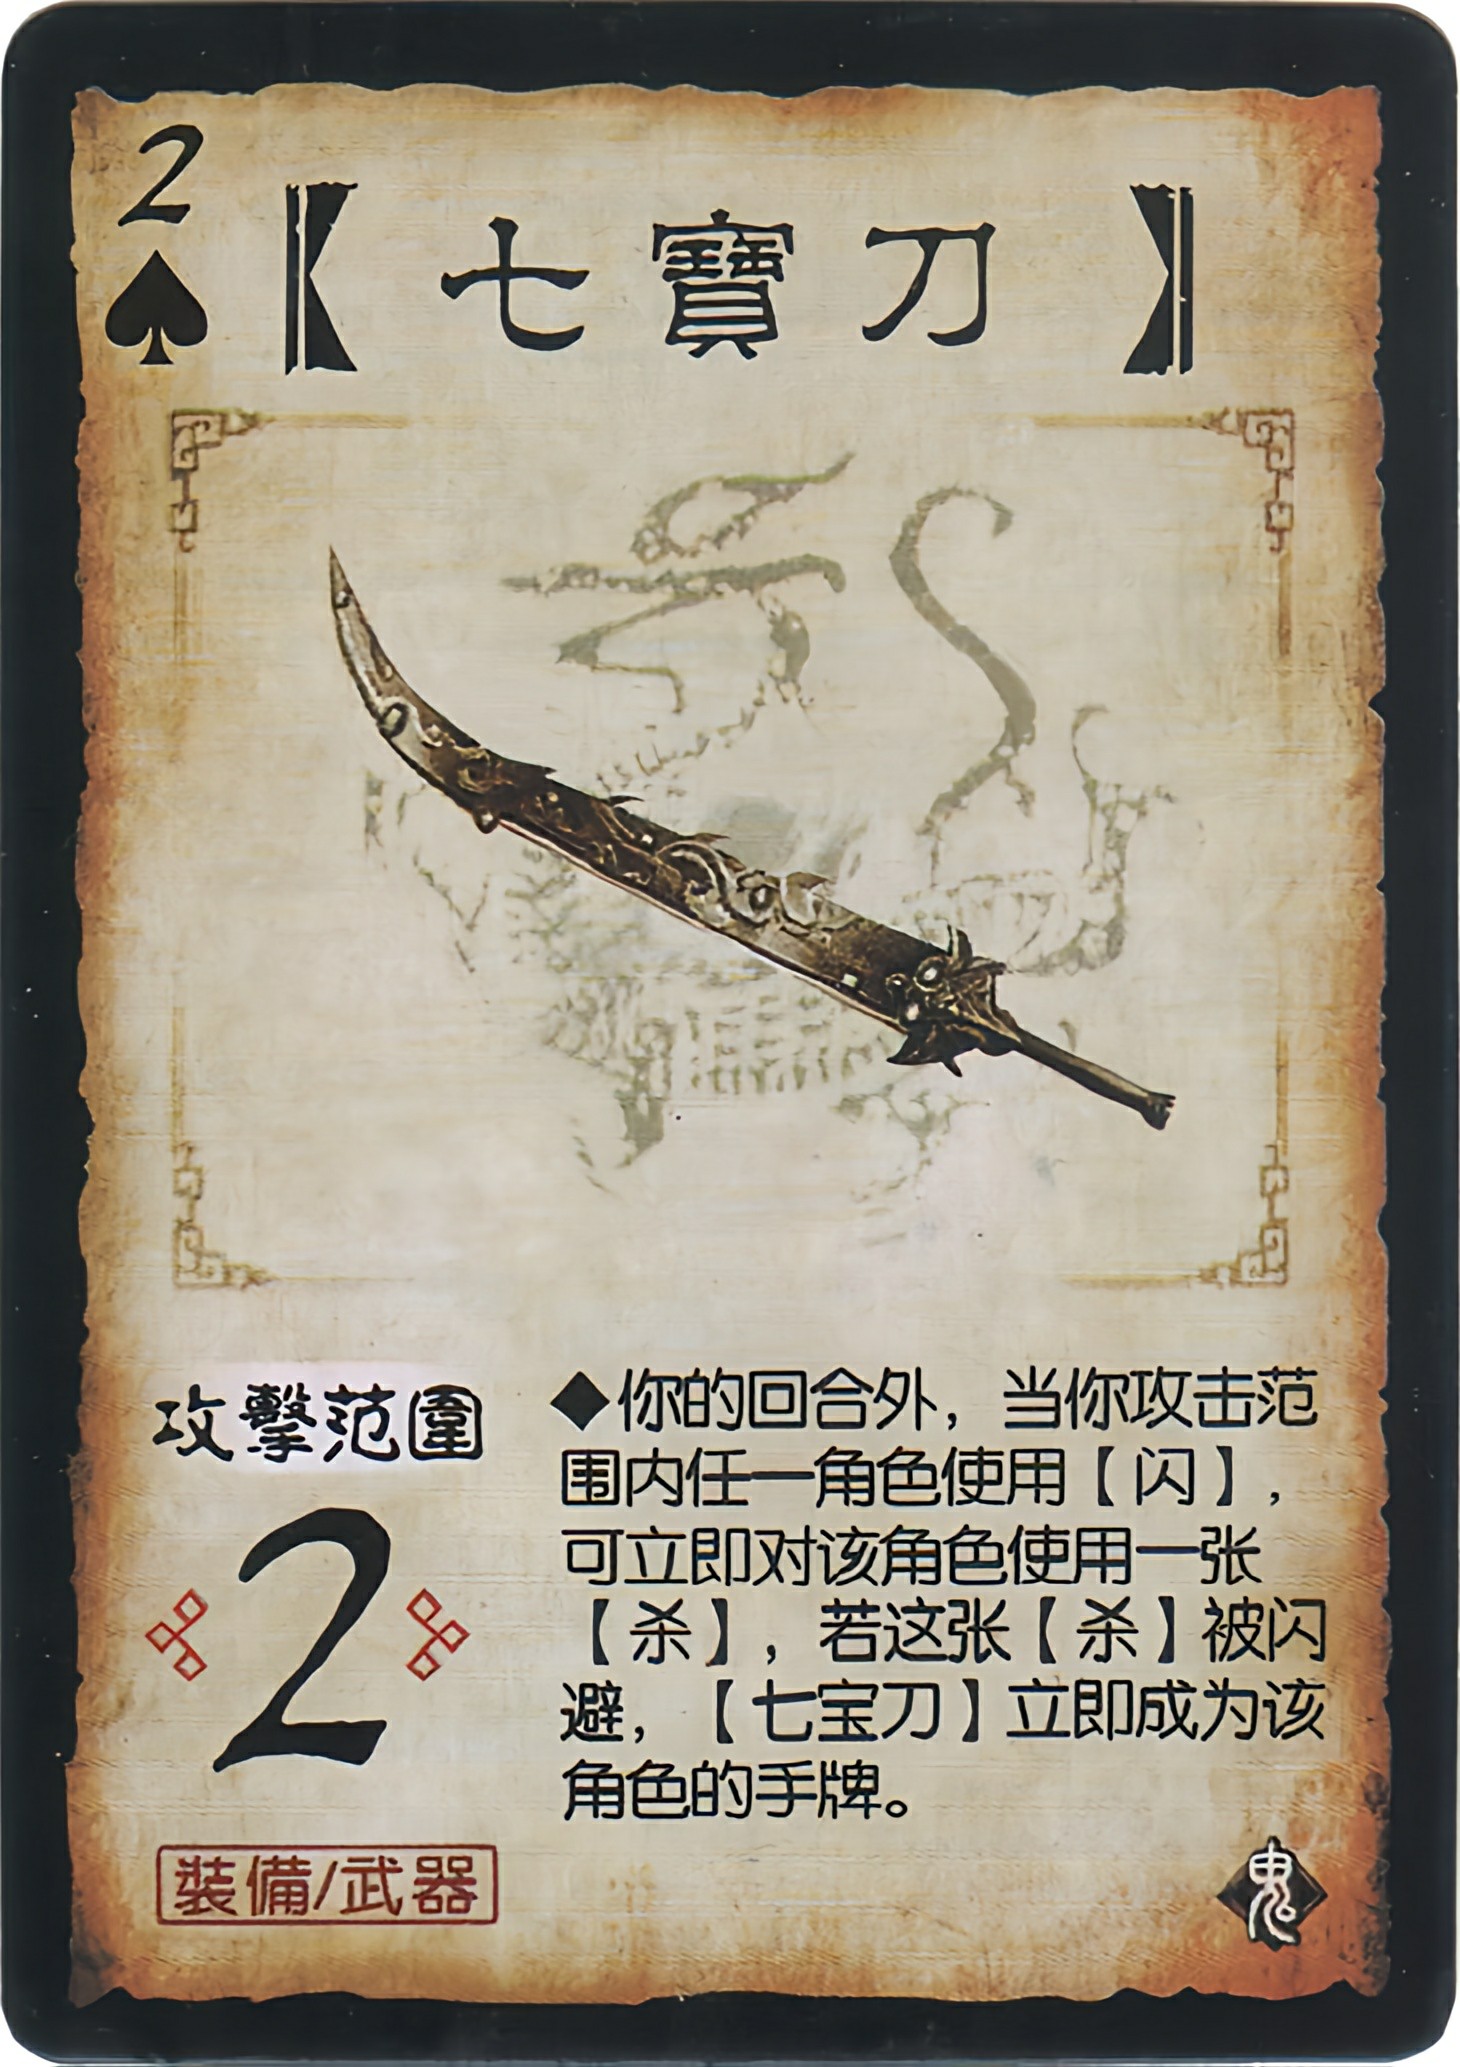 2
【七寶刀】
攻擊范圍
2
◆你的回合外，当你攻击范
围内任一角色使用【闪】，
可立即对该角色使用一张
【杀】，若这张【杀】被闪
避，【七宝刀】立即成为该
角色的手牌。
裝備/武器
鬼